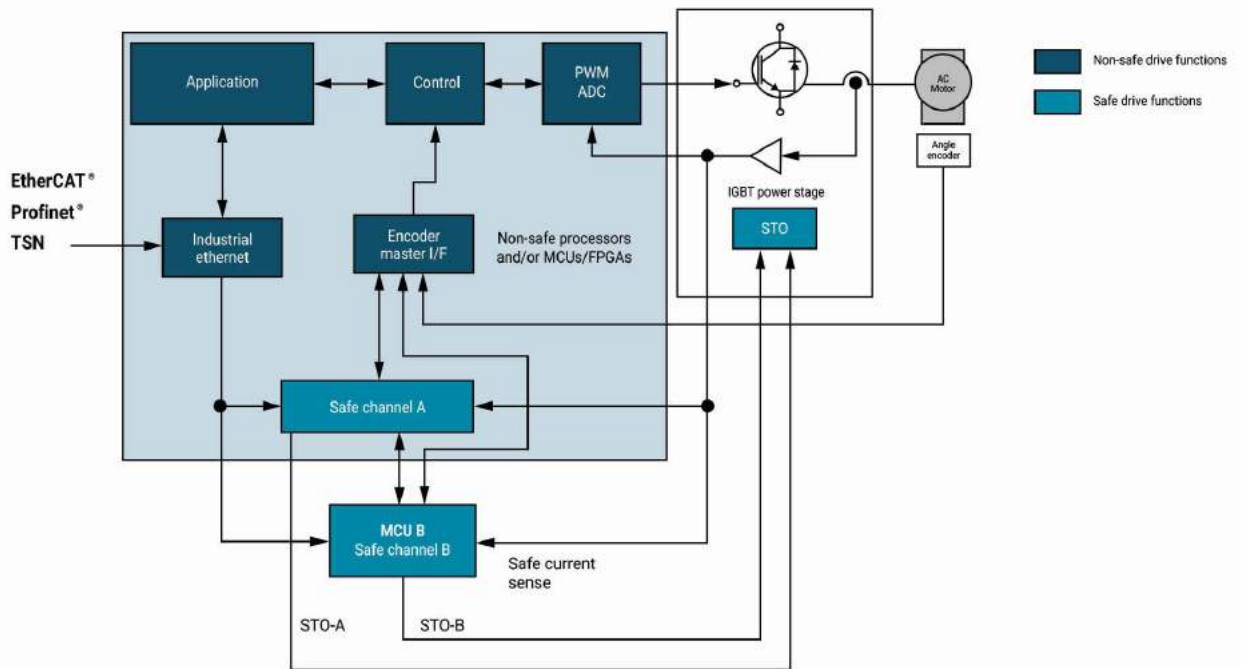 Application
Control
PWM
ADC
AC
Motor
Non-safe drive functions
Safe drive functions
Angle
encoder
EtherCAT®
Profinet®
TSN
IGBT power stage
STO
Industrial
ethernet
Encoder
master I/F
Non-safe processors
and/or MCUs/FPGAs
Safe channel A
MCU B
Safe channel B
Safe current
sense
STO-A
STO-B